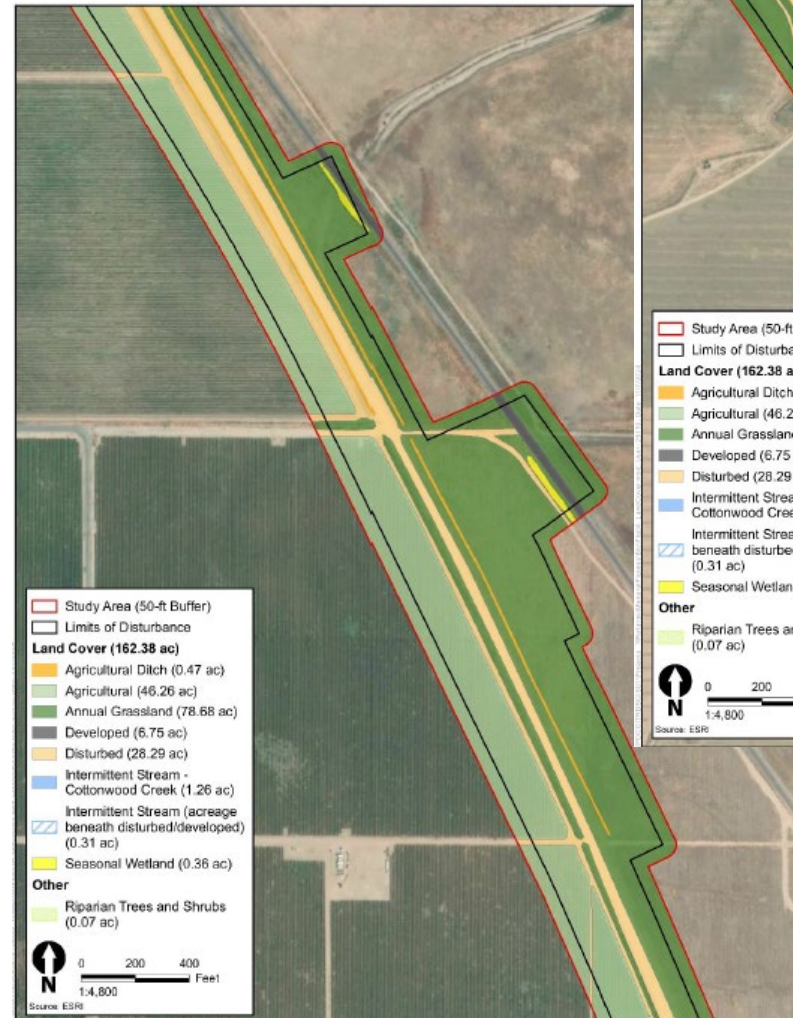 Study Area (50-ft Buffer)
Limits of Disturbance
Land Cover (162.38 ac)
Agricultural Ditch (0.47 ac)
Agricultural (46.26 ac)
Annual Grassland (78.68 ac)
Developed (6.75 ac)
Disturbed (28.29 ac)
Intermittent Stream -
Cottonwood Creek (1.26 ac)
Intermittent Stream (acreage
beneath disturbed/developed)
(0.31 ac)
Seasonal Wetland (0.36 ac)
Other
Riparian Trees and Shrubs
(0.07 ac)
N
0 200 400
Feet
1:4,800
Source: ESRI
Study Area (50-ft
Limits of Disturba
Land Cover (162.38 a
Agricultural Ditch
Agricultural (46.2
Annual Grasslan
Developed (6.75
Disturbed (28.29
Intermittent Strea
Cottonwood Cree
Intermittent Strea
beneath disturbe
(0.31 ac)
Seasonal Wetlan
Other
Riparian Trees an
(0.07 ac)
N
0 200
1:4,800
Source: ESRI